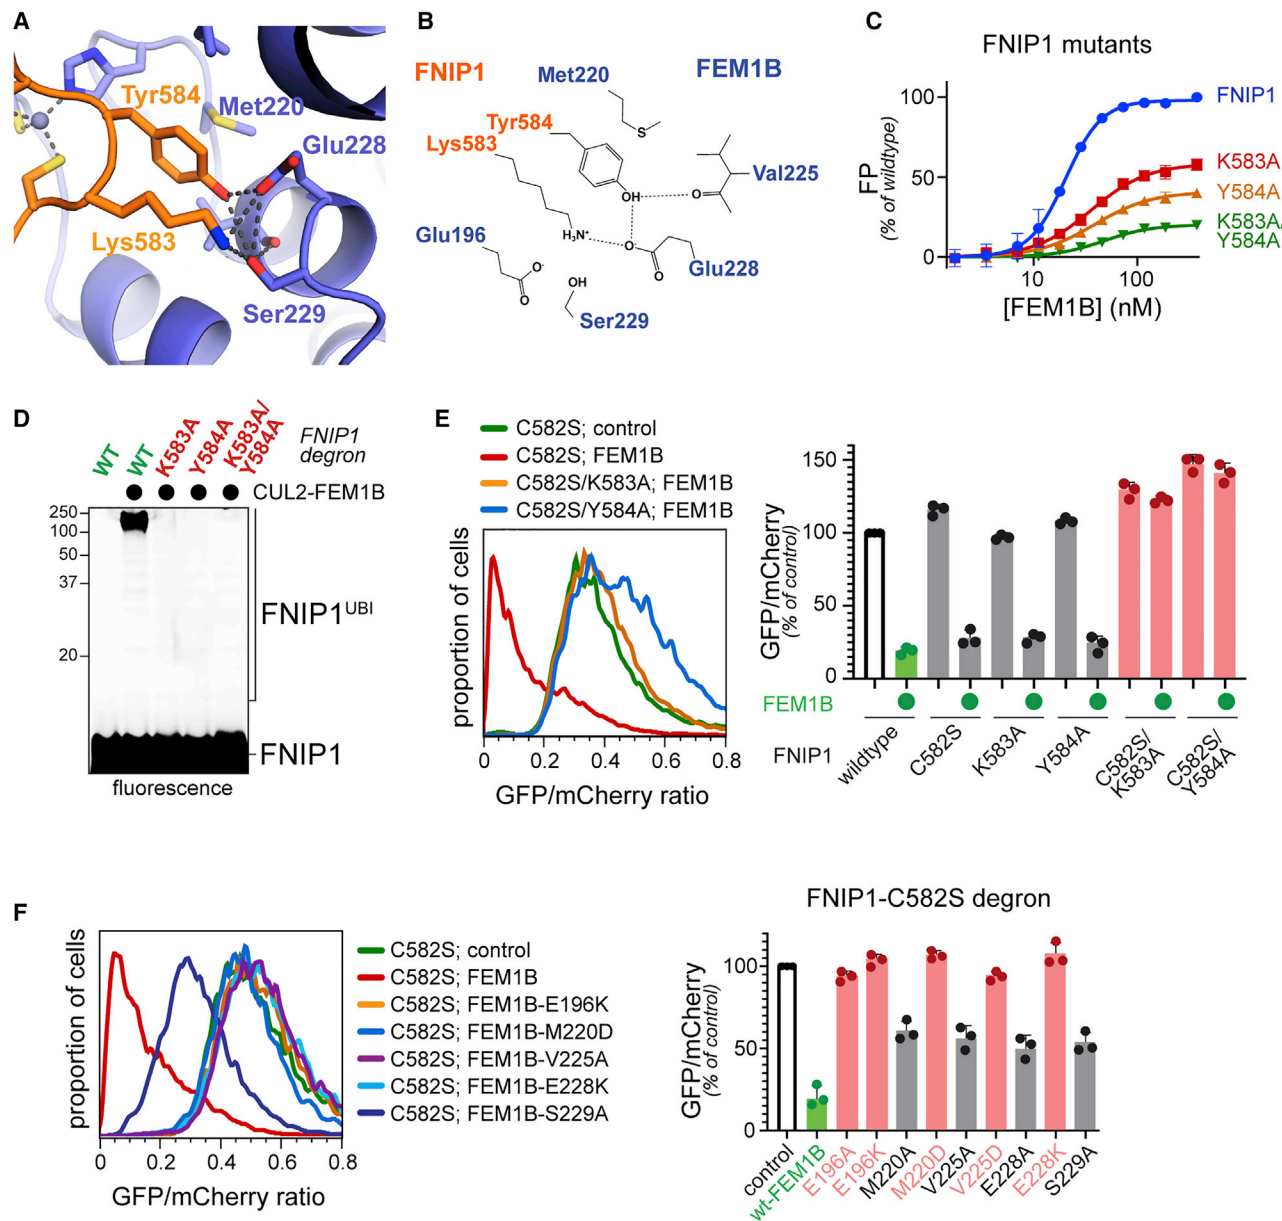 A
Tyr584
Met220
Glu228
Lys583
Ser229
B
FNIP1
FEM1B
Met220
Tyr584
Lys583
Val225
OH
O
H₃N⁺
O
Glu196
O⁻
O
OH
O
Glu228
Ser229
C
FNIP1 mutants
FP
(% of wildtype)
100
50
0
10
100
[FEM1B] (nM)
FNIP1
K583A
Y584A
K583A/
Y584A
D
WT
WT
K583A
Y584A
K583A/
Y584A
FNIP1
degron
CUL2-FEM1B
250
100
50
37
20
FNIP1ᵁᴮᴵ
FNIP1
fluorescence
E
C582S; control
C582S; FEM1B
C582S/K583A; FEM1B
C582S/Y584A; FEM1B
proportion of cells
0 0.2 0.4 0.6 0.8
GFP/mCherry ratio
GFP/mCherry
(% of control)
150
100
50
0
FEM1B
FNIP1
wildtype
C582S
K583A
Y584A
C582S/
K583A
C582S/
Y584A
F
proportion of cells
0 0.2 0.4 0.6 0.8
GFP/mCherry ratio
C582S; control
C582S; FEM1B
C582S; FEM1B-E196K
C582S; FEM1B-M220D
C582S; FEM1B-V225A
C582S; FEM1B-E228K
C582S; FEM1B-S229A
FNIP1-C582S degron
GFP/mCherry
(% of control)
100
50
0
control
wt-FEM1B
E196A
E196K
M220A
M220D
V225A
V225D
E228A
E228K
S229A